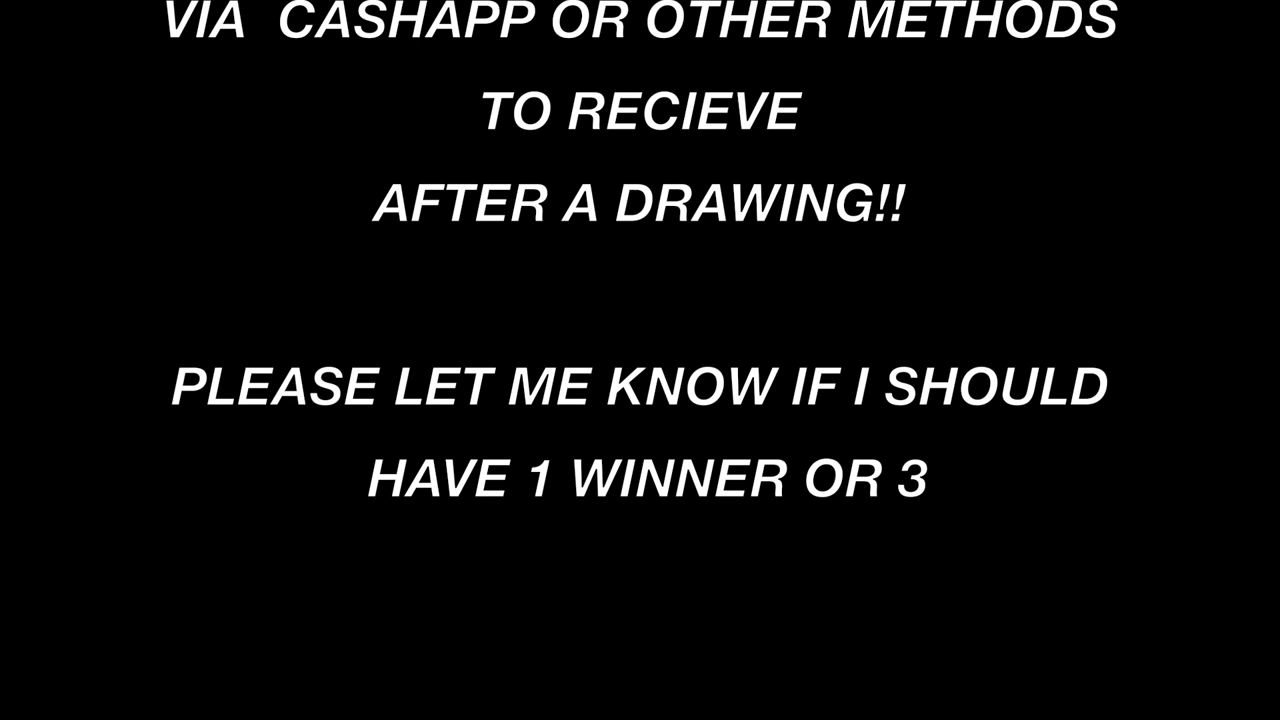 VIA  CASHAPP OR OTHER METHODS
TO RECIEVE
AFTER A DRAWING!!
PLEASE LET ME KNOW IF I SHOULD
HAVE 1 WINNER OR 3